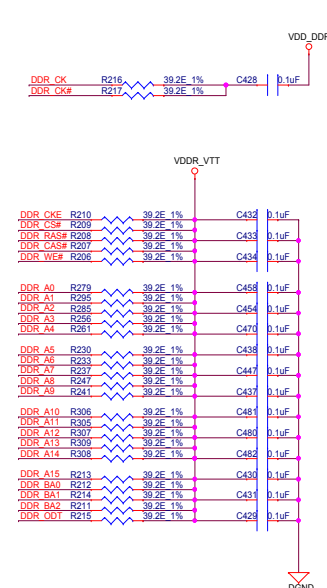 VDD_DDR
DDR_CK R216 39.2E_1% C428 0.1uF
DDR_CK# R217 39.2E_1%
VDDR_VTT
DDR_CKE R210 39.2E_1% C432 0.1uF
DDR_CS# R209 39.2E_1%
DDR_RAS# R208 39.2E_1% C433 0.1uF
DDR_CAS# R207 39.2E_1%
DDR_WE# R206 39.2E_1% C434 0.1uF
DDR_A0 R279 39.2E_1% C458 0.1uF
DDR_A1 R295 39.2E_1%
DDR_A2 R285 39.2E_1% C454 0.1uF
DDR_A3 R256 39.2E_1%
DDR_A4 R261 39.2E_1% C470 0.1uF
DDR_A5 R230 39.2E_1% C438 0.1uF
DDR_A6 R233 39.2E_1%
DDR_A7 R237 39.2E_1% C447 0.1uF
DDR_A8 R247 39.2E_1%
DDR_A9 R241 39.2E_1% C437 0.1uF
DDR_A10 R306 39.2E_1% C481 0.1uF
DDR_A11 R305 39.2E_1%
DDR_A12 R307 39.2E_1% C480 0.1uF
DDR_A13 R309 39.2E_1%
DDR_A14 R308 39.2E_1% C482 0.1uF
DDR_A15 R213 39.2E_1% C430 0.1uF
DDR_BA0 R212 39.2E_1%
DDR_BA1 R214 39.2E_1% C431 0.1uF
DDR_BA2 R211 39.2E_1%
DDR_ODT R215 39.2E_1% C429 0.1uF
DGND